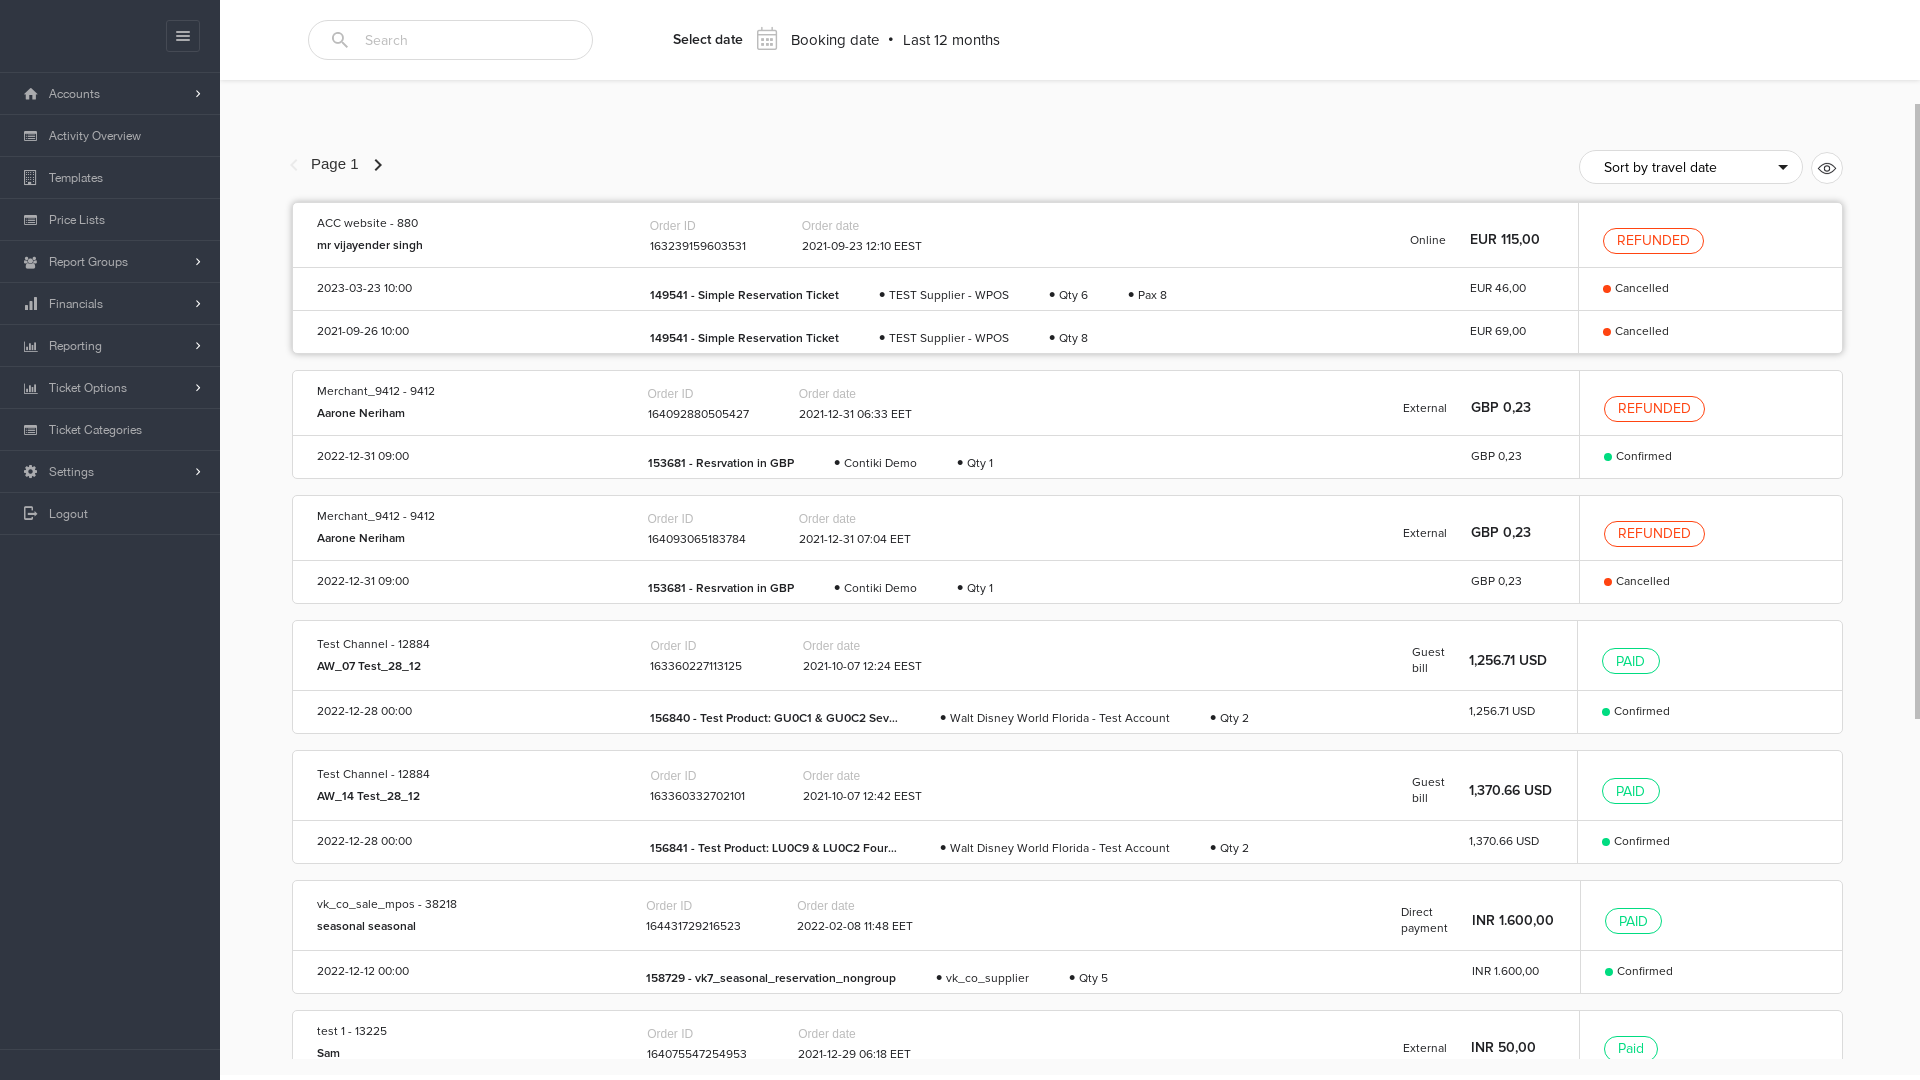 Search
Select date
Booking date • Last 12 months
Accounts
Activity Overview
Templates
Price Lists
Report Groups
Financials
Reporting
Ticket Options
Ticket Categories
Settings
Logout
Page 1
Sort by travel date
ACC website - 880
mr vijayender singh
Order ID
163239159603531
Order date
2021-09-23 12:10 EEST
Online
EUR 115,00
REFUNDED
2023-03-23 10:00
149541 - Simple Reservation Ticket
• TEST Supplier - WPOS
• Qty 6
• Pax 8
EUR 46,00
Cancelled
2021-09-26 10:00
149541 - Simple Reservation Ticket
• TEST Supplier - WPOS
• Qty 8
EUR 69,00
Cancelled
Merchant_9412 - 9412
Aarone Neriham
Order ID
164092880505427
Order date
2021-12-31 06:33 EET
External
GBP 0,23
REFUNDED
2022-12-31 09:00
153681 - Resrvation in GBP
• Contiki Demo
• Qty 1
GBP 0,23
Confirmed
Merchant_9412 - 9412
Aarone Neriham
Order ID
164093065183784
Order date
2021-12-31 07:04 EET
External
GBP 0,23
REFUNDED
2022-12-31 09:00
153681 - Resrvation in GBP
• Contiki Demo
• Qty 1
GBP 0,23
Cancelled
Test Channel - 12884
AW_07 Test_28_12
Order ID
163360227113125
Order date
2021-10-07 12:24 EEST
Guest
bill
1,256.71 USD
PAID
2022-12-28 00:00
156840 - Test Product: GU0C1 & GU0C2 Sev...
• Walt Disney World Florida - Test Account
• Qty 2
1,256.71 USD
Confirmed
Test Channel - 12884
AW_14 Test_28_12
Order ID
163360332702101
Order date
2021-10-07 12:42 EEST
Guest
bill
1,370.66 USD
PAID
2022-12-28 00:00
156841 - Test Product: LU0C9 & LU0C2 Four...
• Walt Disney World Florida - Test Account
• Qty 2
1,370.66 USD
Confirmed
vk_co_sale_mpos - 38218
seasonal seasonal
Order ID
164431729216523
Order date
2022-02-08 11:48 EET
Direct
payment
INR 1.600,00
PAID
2022-12-12 00:00
158729 - vk7_seasonal_reservation_nongroup
• vk_co_supplier
• Qty 5
INR 1.600,00
Confirmed
test 1 - 13225
Sam
Order ID
164075547254953
Order date
2021-12-29 06:18 EET
External
INR 50,00
Paid